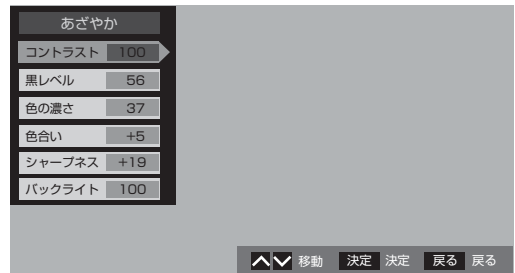 あざやか
コントラスト 100
黒レベル 56
色の濃さ 37
色合い +5
シャープネス +19
バックライト 100
移動 決定 決定 戻る 戻る